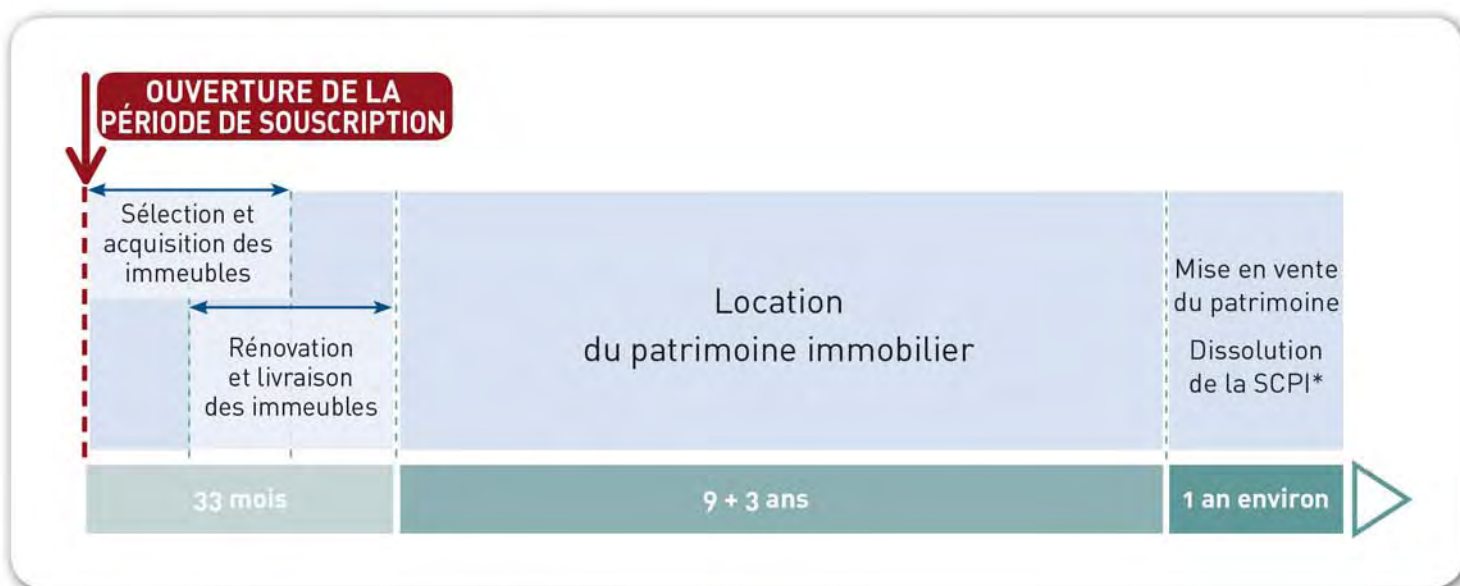 OUVERTURE DE LA
PÉRIODE DE SOUSCRIPTION
Sélection et
acquisition des
immeubles
Rénovation
et livraison
des immeubles
Location
du patrimoine immobilier
Mise en vente
du patrimoine
Dissolution
de la SCPI*
33 mois
9 + 3 ans
1 an environ